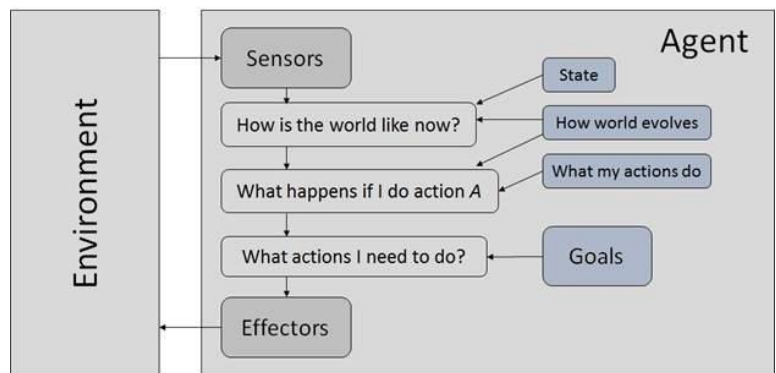 Agent
Environment
Sensors
State
How is the world like now?
How world evolves
What happens if I do action A
What my actions do
What actions I need to do?
Goals
Effectors